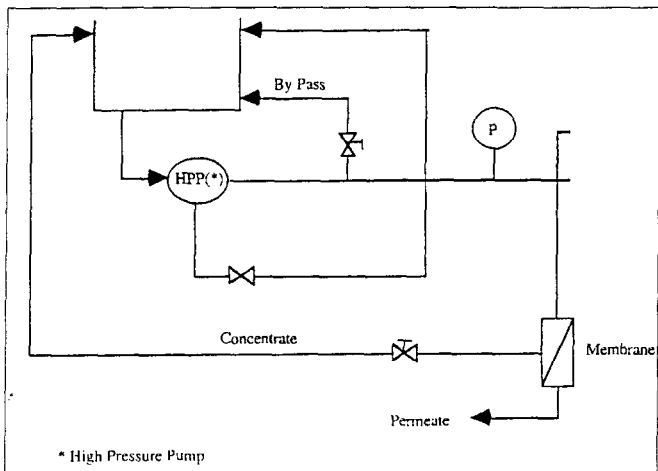 By Pass
P
HPP(*)
Concentrate
Membrane
Permeate
* High Pressure Pump